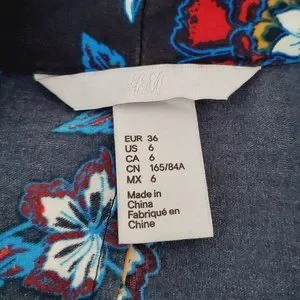 H&M
EUR 36
US 6
CA 6
CN 165/84A
MX 6
Made in
China
Fabriqué en
Chine